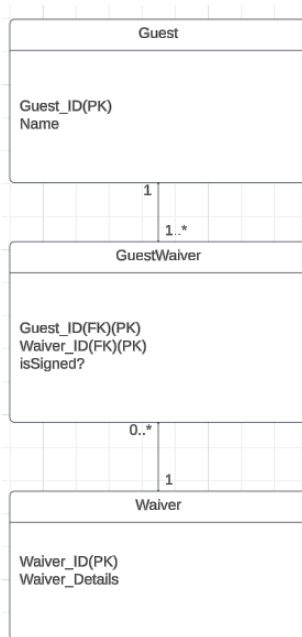 Guest
Guest_ID(PK)
Name
1
1..*
GuestWaiver
Guest_ID(FK)(PK)
Waiver_ID(FK)(PK)
isSigned?
0..*
1
Waiver
Waiver_ID(PK)
Waiver_Details